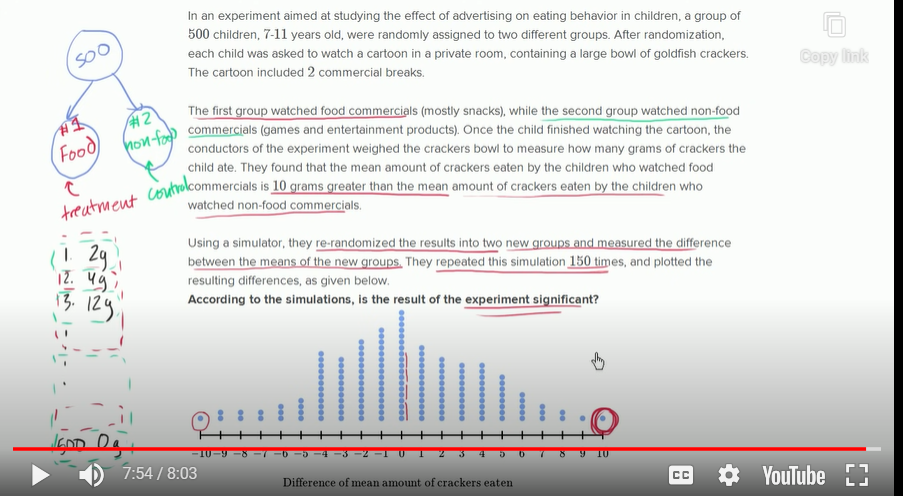 In an experiment aimed at studying the effect of advertising on eating behavior in children, a group of
500 children, 7-11 years old, were randomly assigned to two different groups. After randomization,
each child was asked to watch a cartoon in a private room, containing a large bowl of goldfish crackers.
The cartoon included 2 commercial breaks.
Copy link
500
The first group watched food commercials (mostly snacks), while the second group watched non-food
commercials (games and entertainment products). Once the child finished watching the cartoon, the
conductors of the experiment weighed the crackers bowl to measure how many grams of crackers the
child ate. They found that the mean amount of crackers eaten by the children who watched food
commercials is 10 grams greater than the mean amount of crackers eaten by the children who
watched non-food commercials.
#1
Food
#2
non-food
treatment
control
Using a simulator, they re-randomized the results into two new groups and measured the difference
between the means of the new groups. They repeated this simulation 150 times, and plotted the
resulting differences, as given below.
According to the simulations, is the result of the experiment significant?
1. 2g
2. 4g
3. 12g
500 0g
-10 -9 -8 -7 -6 -5 -4 -3 -2 -1 0 1 2 3 4 5 6 7 8 9 10
Difference of mean amount of crackers eaten
7:54 / 8:03
CC
YouTube